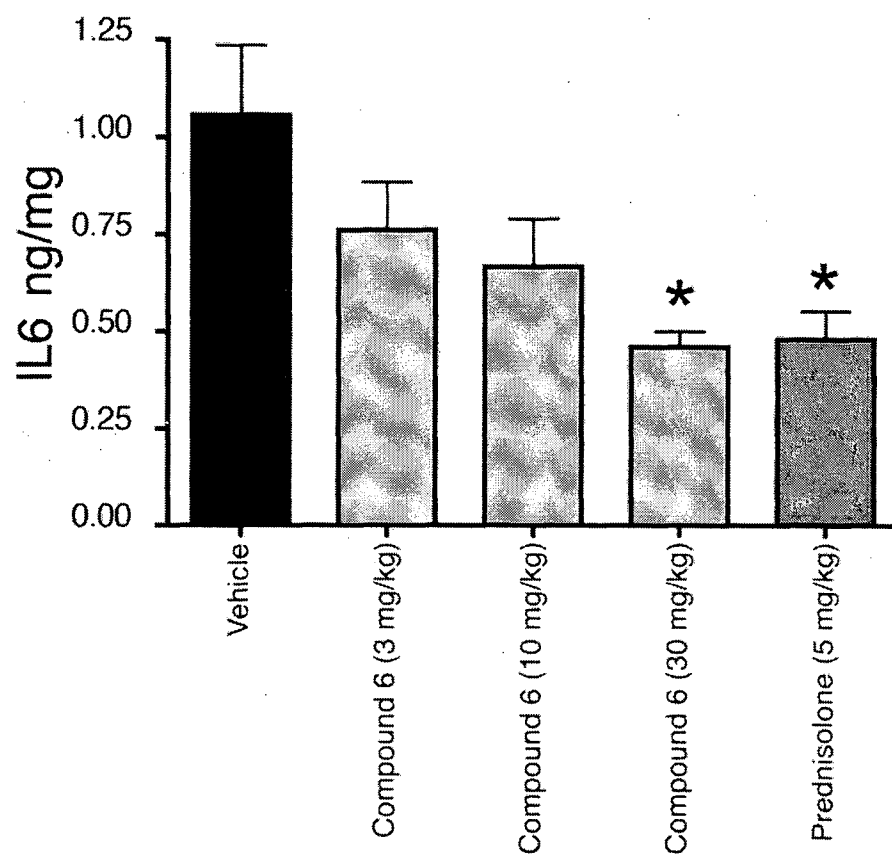 IL6 ng/mg
1.25
1.00
0.75
0.50
0.25
0.00
*
*
Vehicle
Compound 6 (3 mg/kg)
Compound 6 (10 mg/kg)
Compound 6 (30 mg/kg)
Prednisolone (5 mg/kg)